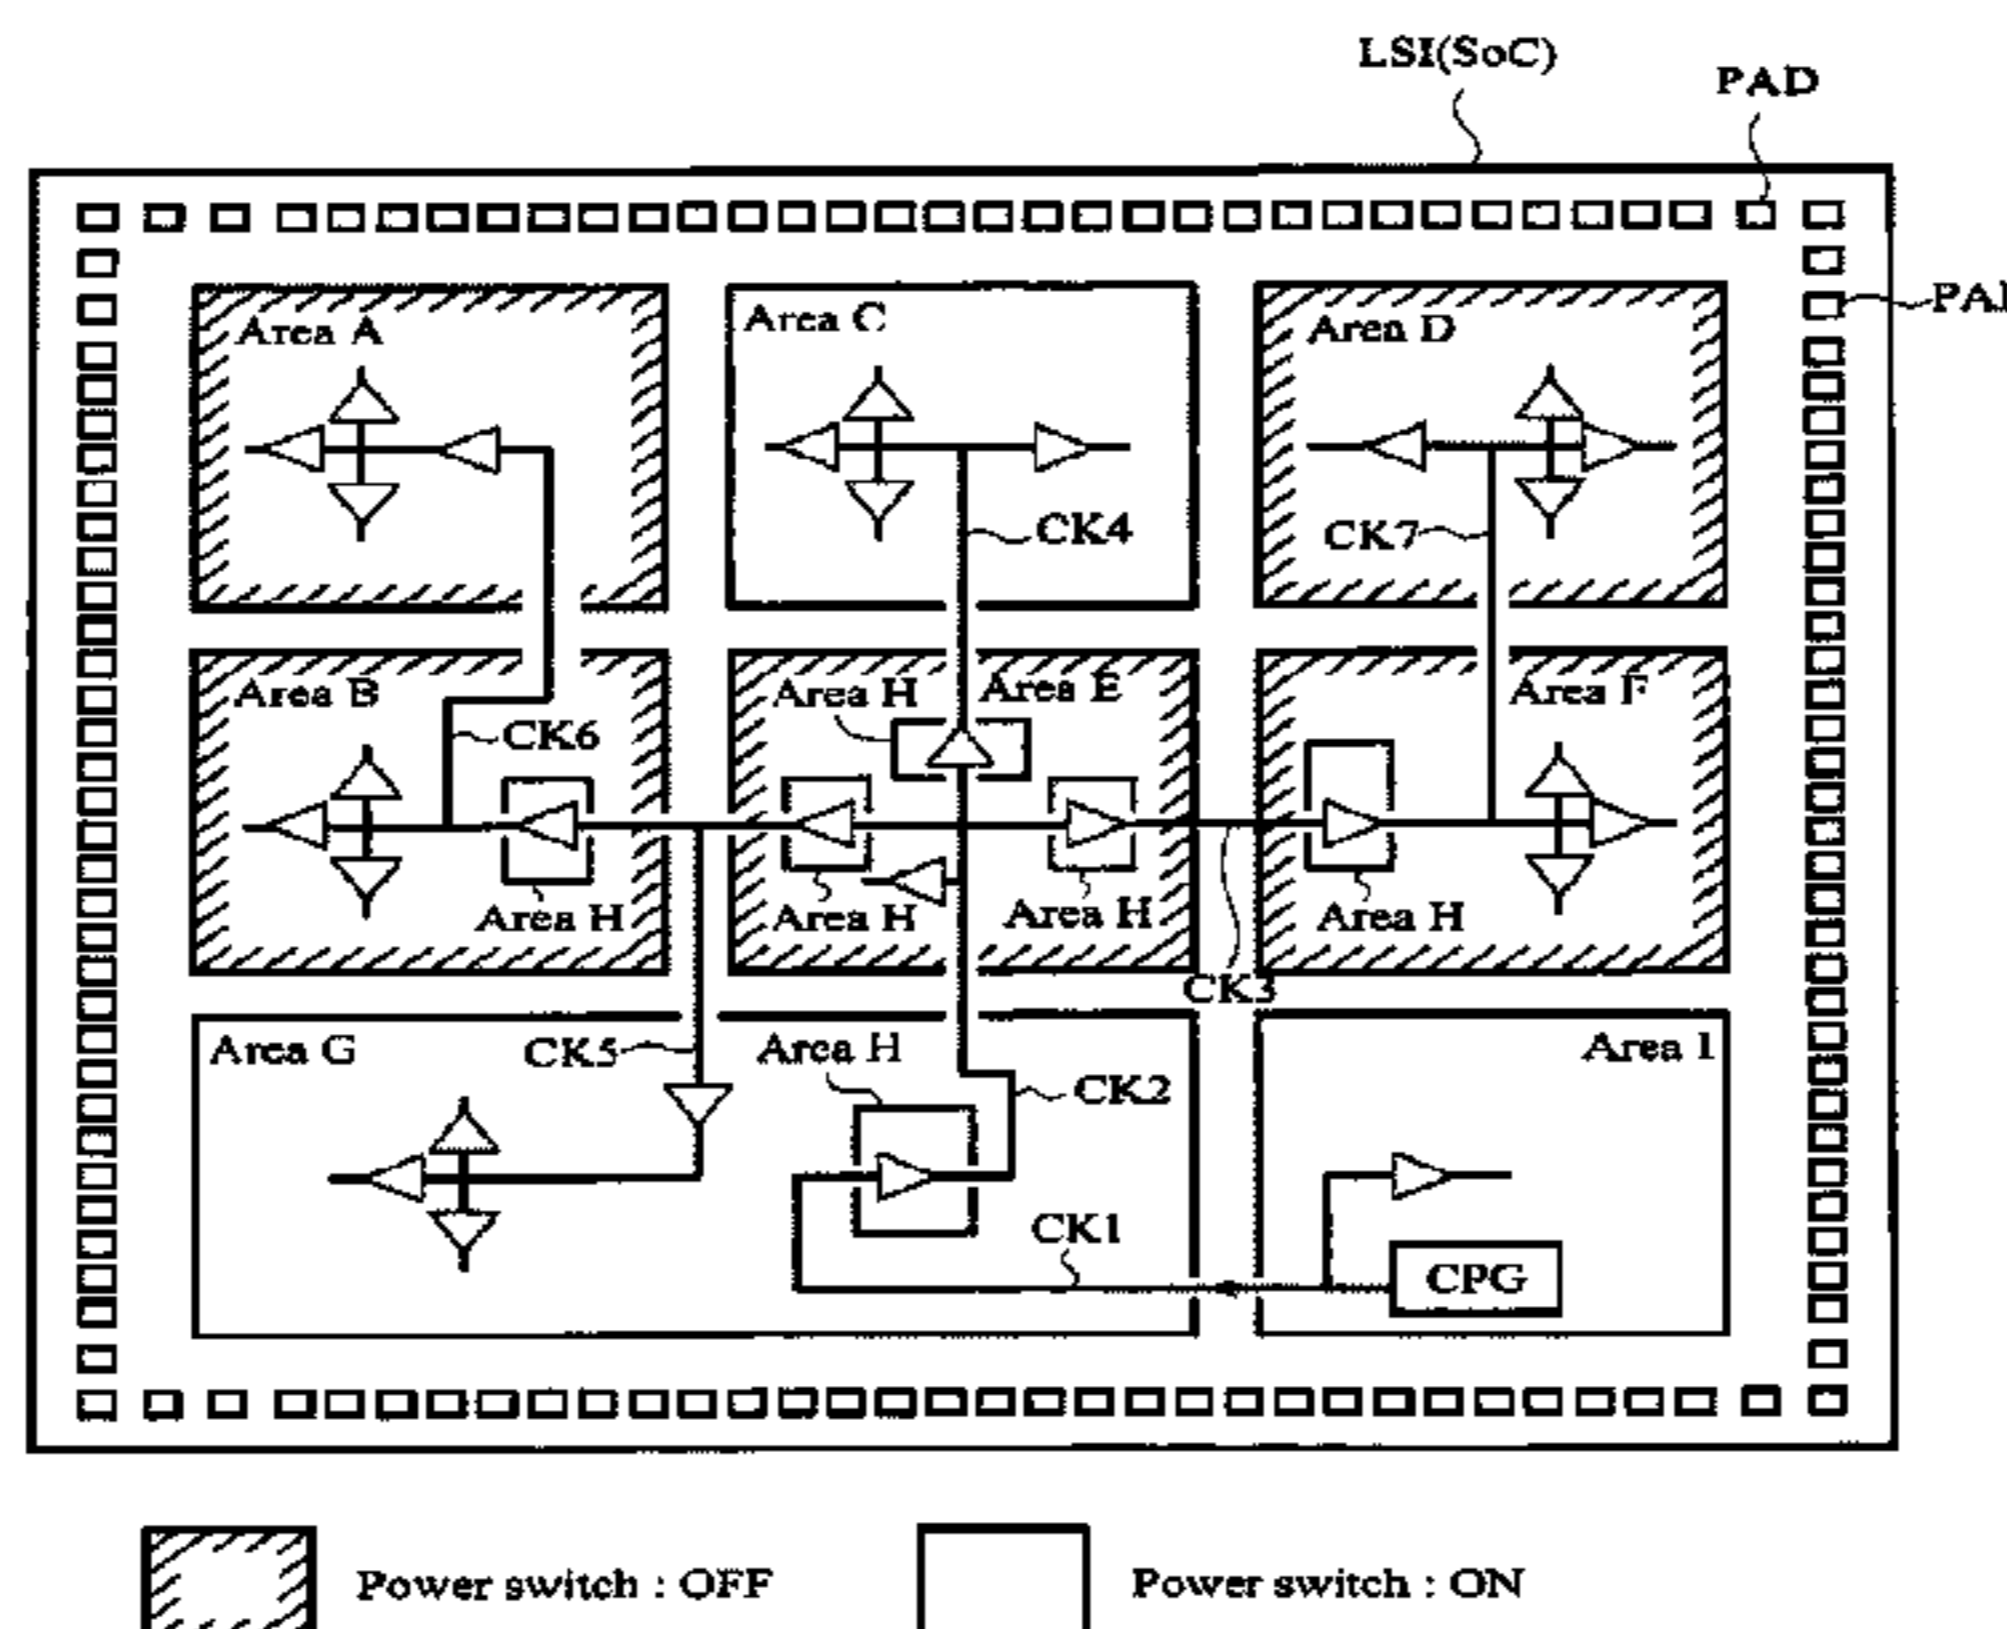 LSI(SoC)
PAD
PAD
Area A
Area C
Area D
CK4
CK7
Area B
Area H
Area E
Area F
CK6
Area H
Area H
Area H
Area H
CK3
Area G
CK5
Area H
CK2
Area I
CK1
CPG
Power switch : OFF
Power switch : ON